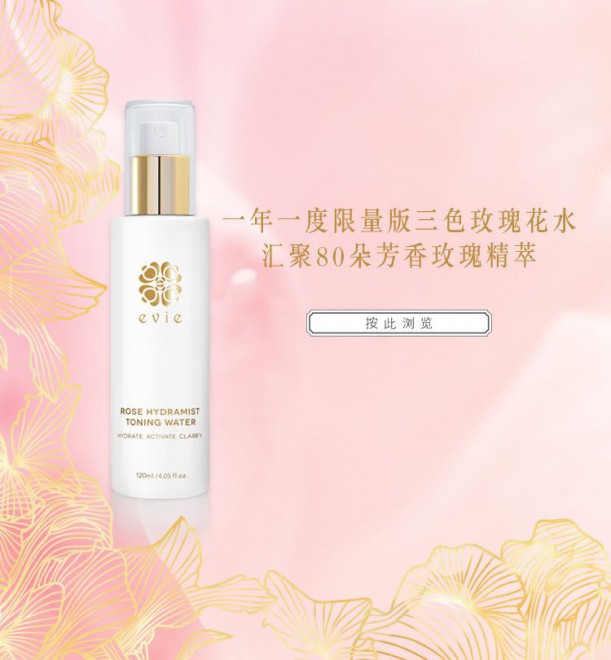 一年一度限量版三色玫瑰花水
汇聚80朵芳香玫瑰精萃
按此浏览
evie
ROSE HYDRAMIST
TONING WATER
HYDRATE. ACTIVATE. CLARIFY
120ml /4.05 fl oz.